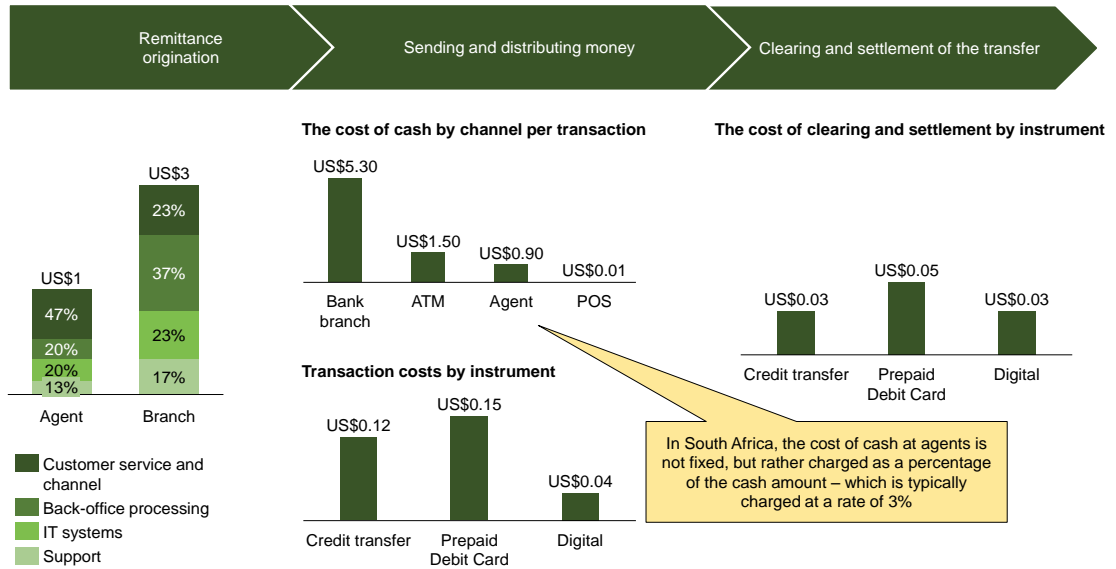 Remittance
origination
Sending and distributing money
Clearing and settlement of the transfer
US$3
23%
37%
23%
17%
US$1
47%
20%
20%
13%
Agent
Branch
Customer service and
channel
Back-office processing
IT systems
Support
The cost of cash by channel per transaction
US$5.30
US$1.50
US$0.90
US$0.01
Bank
branch
ATM
Agent
POS
Transaction costs by instrument
US$0.12
US$0.15
US$0.04
Credit transfer
Prepaid
Debit Card
Digital
The cost of clearing and settlement by instrument
US$0.03
US$0.05
US$0.03
Credit transfer
Prepaid
Debit Card
Digital
In South Africa, the cost of cash at agents is
not fixed, but rather charged as a percentage
of the cash amount – which is typically
charged at a rate of 3%